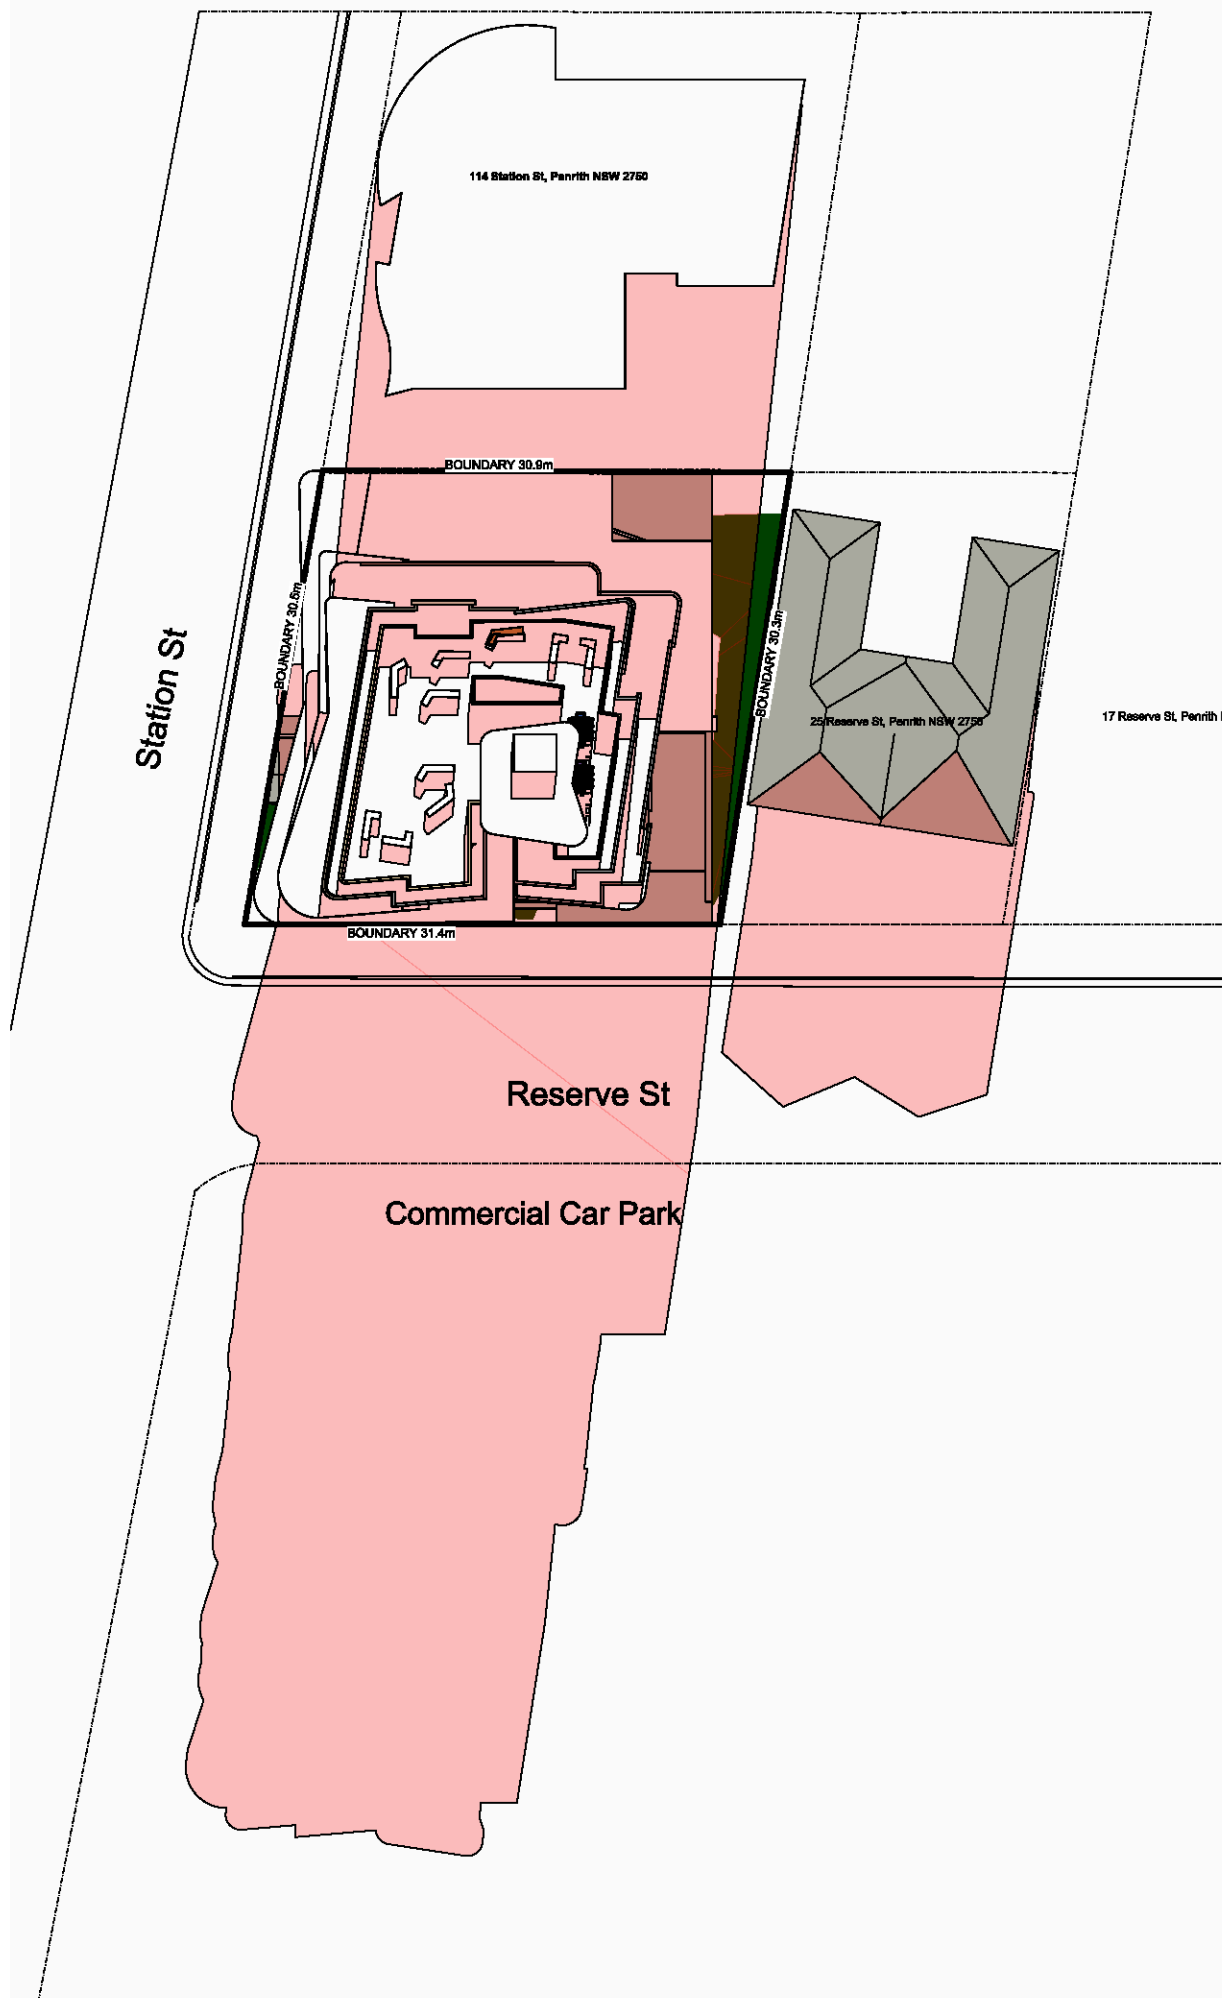 114 Station St, Penrith NSW 2750
BOUNDARY 30.9m
BOUNDARY 30.5m
BOUNDARY 30.3m
Station St
25 Reserve St, Penrith NSW 2750
17 Reserve St, Penrith
BOUNDARY 31.4m
Reserve St
Commercial Car Park